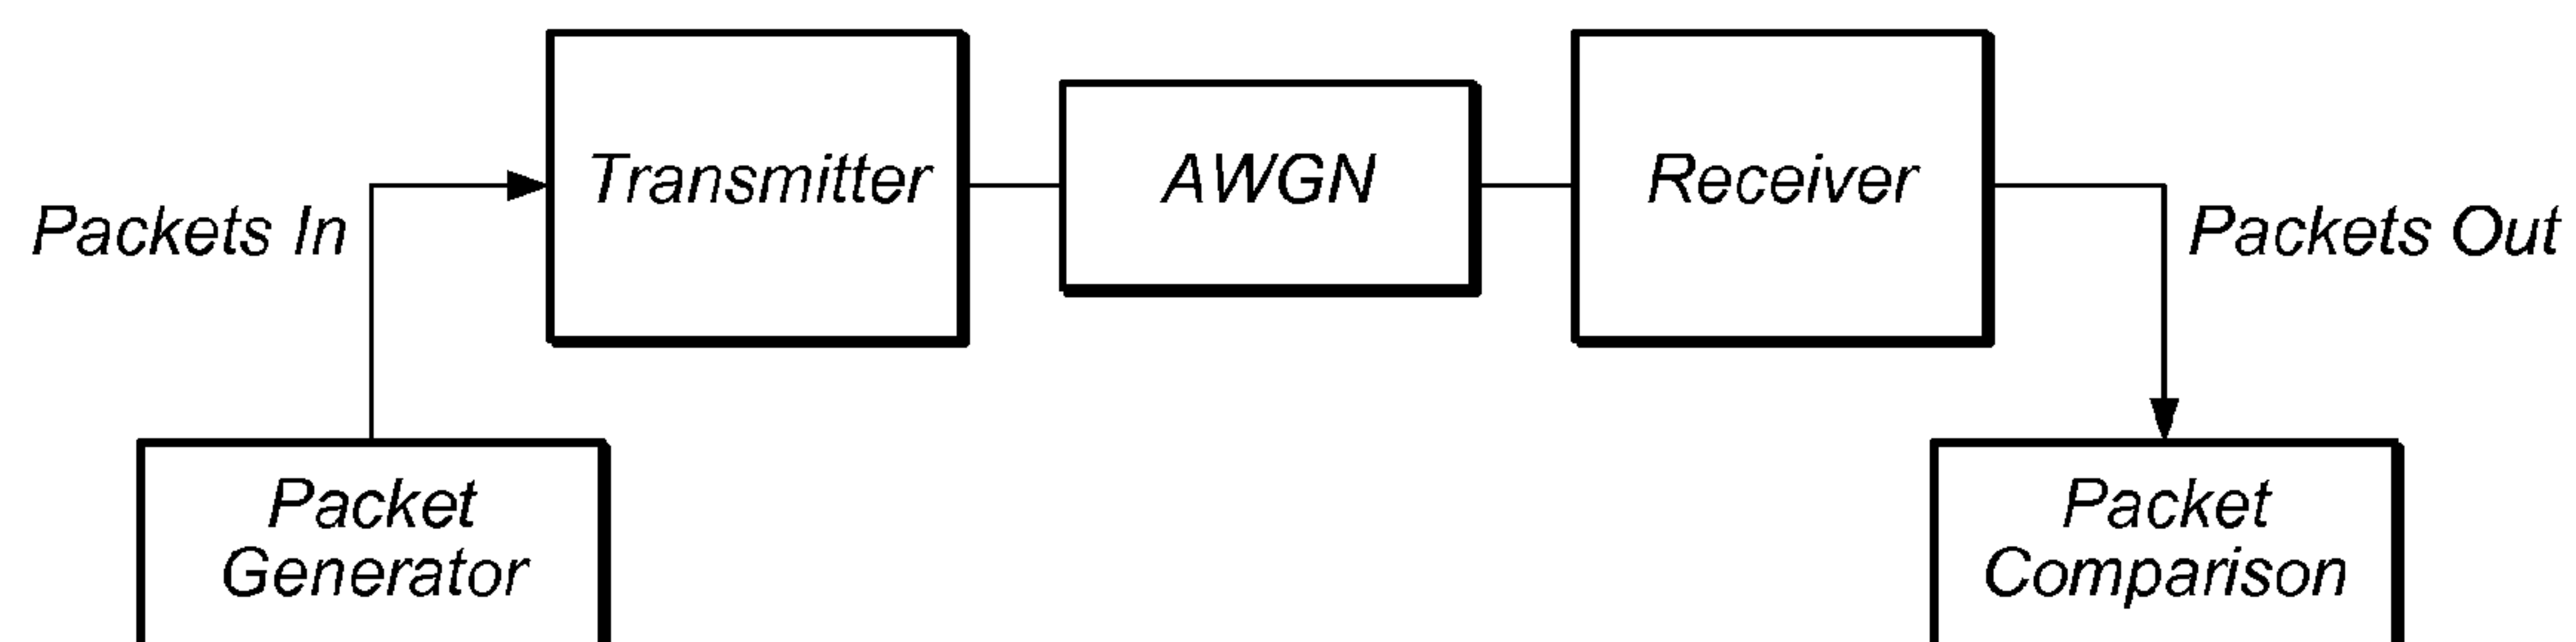 Transmitter
AWGN
Receiver
Packets In
Packets Out
Packet
Generator
Packet
Comparison